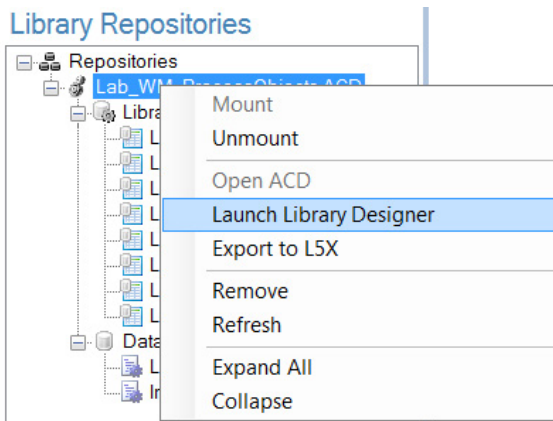 Library Repositories
Repositories
Mount
Unmount
Open ACD
Launch Library Designer
Export to L5X
Remove
Refresh
Expand All
Collapse